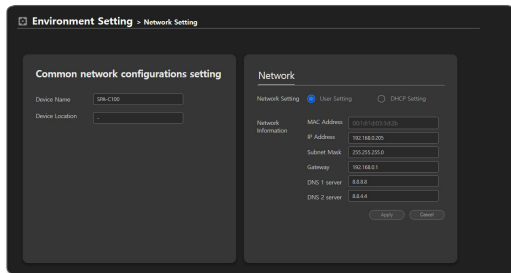 Environment Setting > Network Setting
Common network configurations setting
Device Name SPA-C100
Device Location -
Network
Network Setting User Setting DHCP Setting
Network Information
MAC Address
IP Address 192.168.0.205
Subnet Mask 255.255.255.0
Gateway 192.168.0.1
DNS 1 server 8.8.8.8
DNS 2 server 8.8.4.4
Apply Cancel